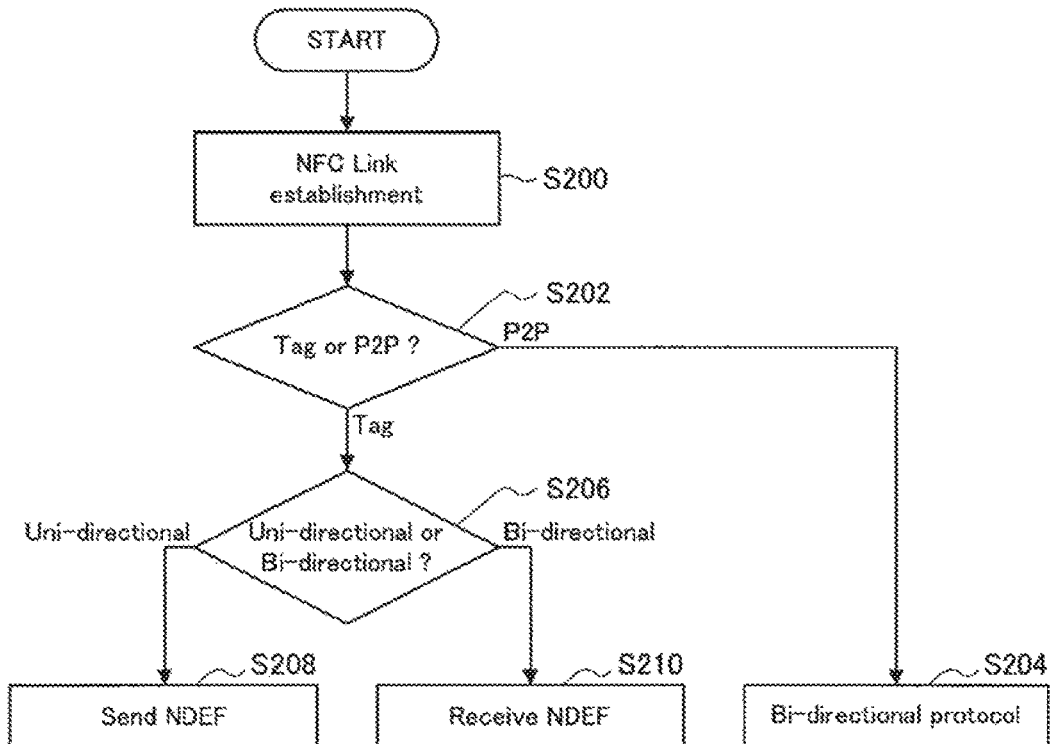 START
NFC Link
establishment
S200
S202
Tag or P2P ?
P2P
Tag
S206
Uni-directional
Uni-directional or
Bi-directional ?
Bi-directional
S208
Send NDEF
S210
Receive NDEF
S204
Bi-directional protocol